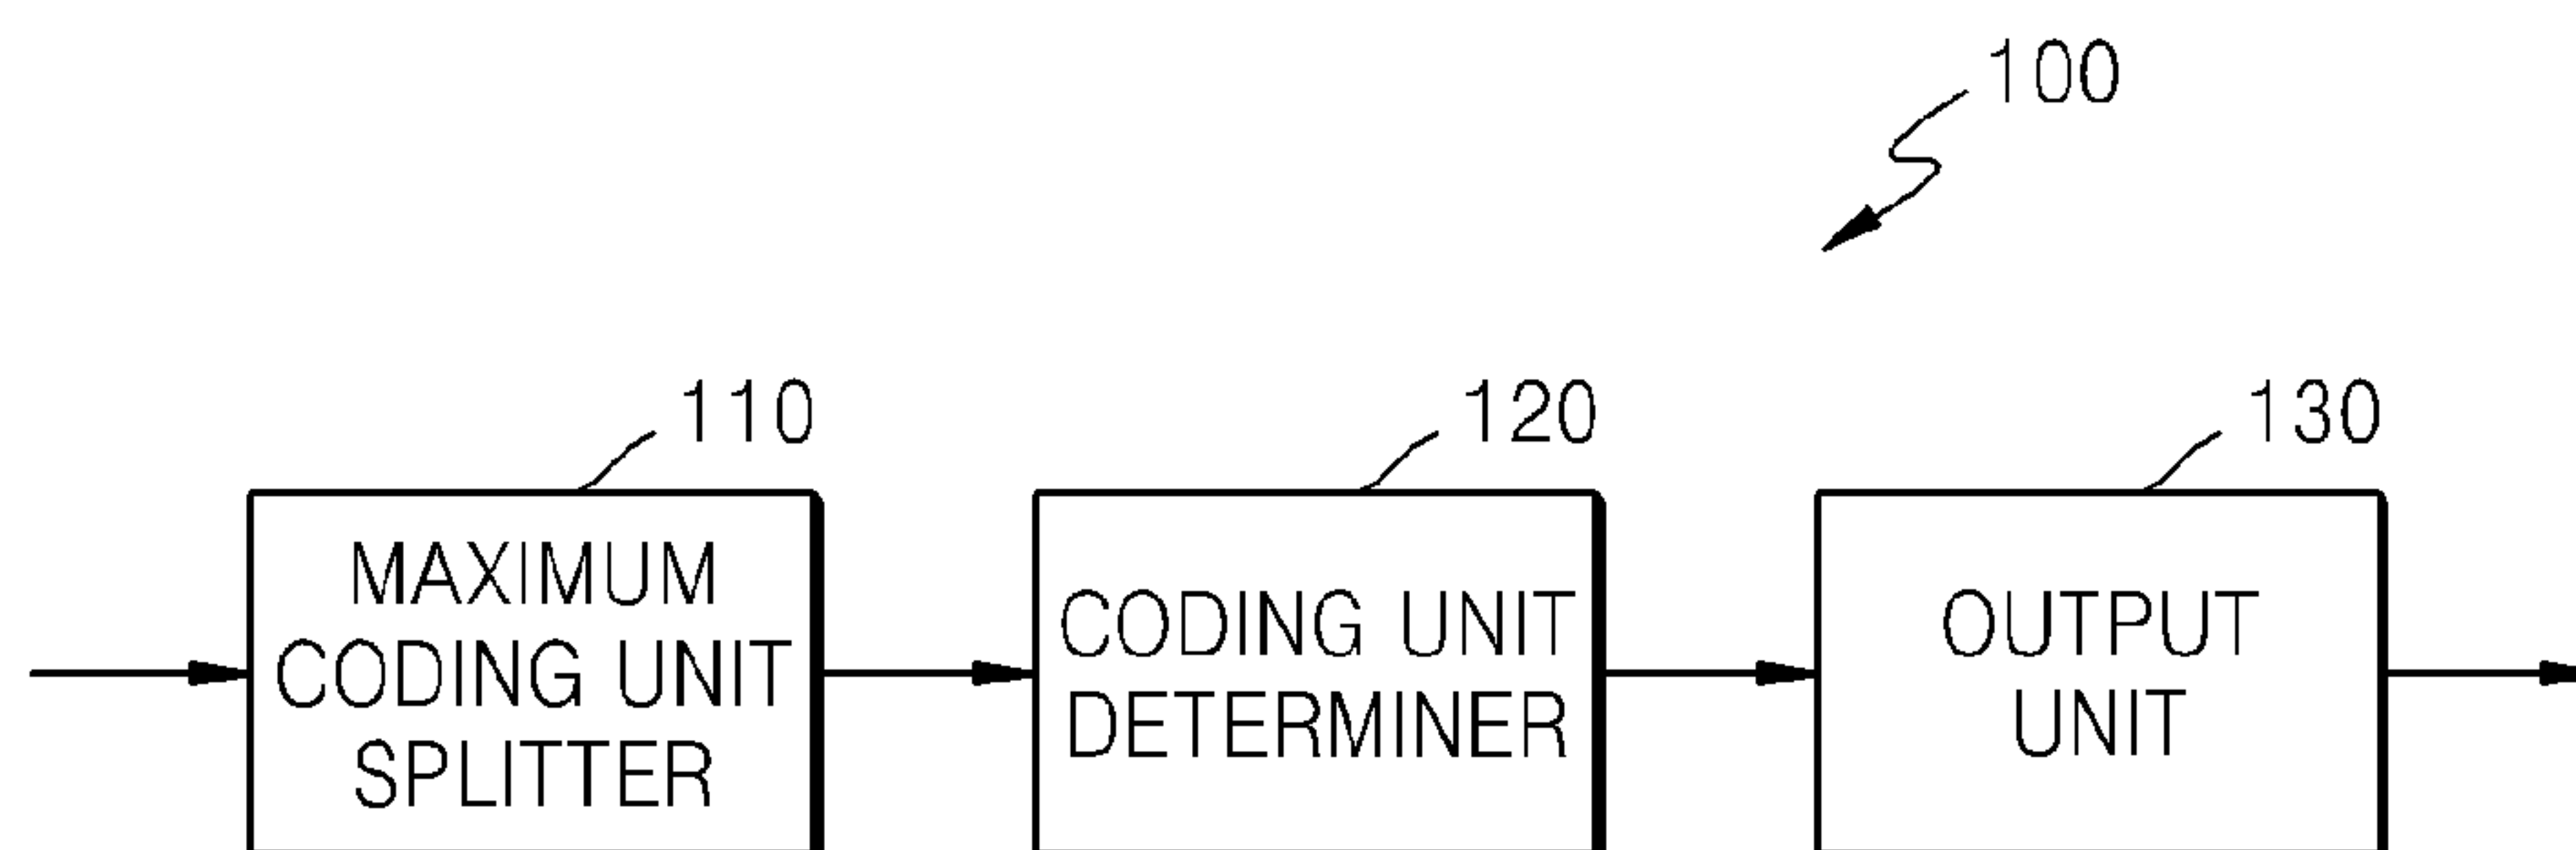 100
110
120
130
MAXIMUM
CODING UNIT
SPLITTER
CODING UNIT
DETERMINER
OUTPUT
UNIT